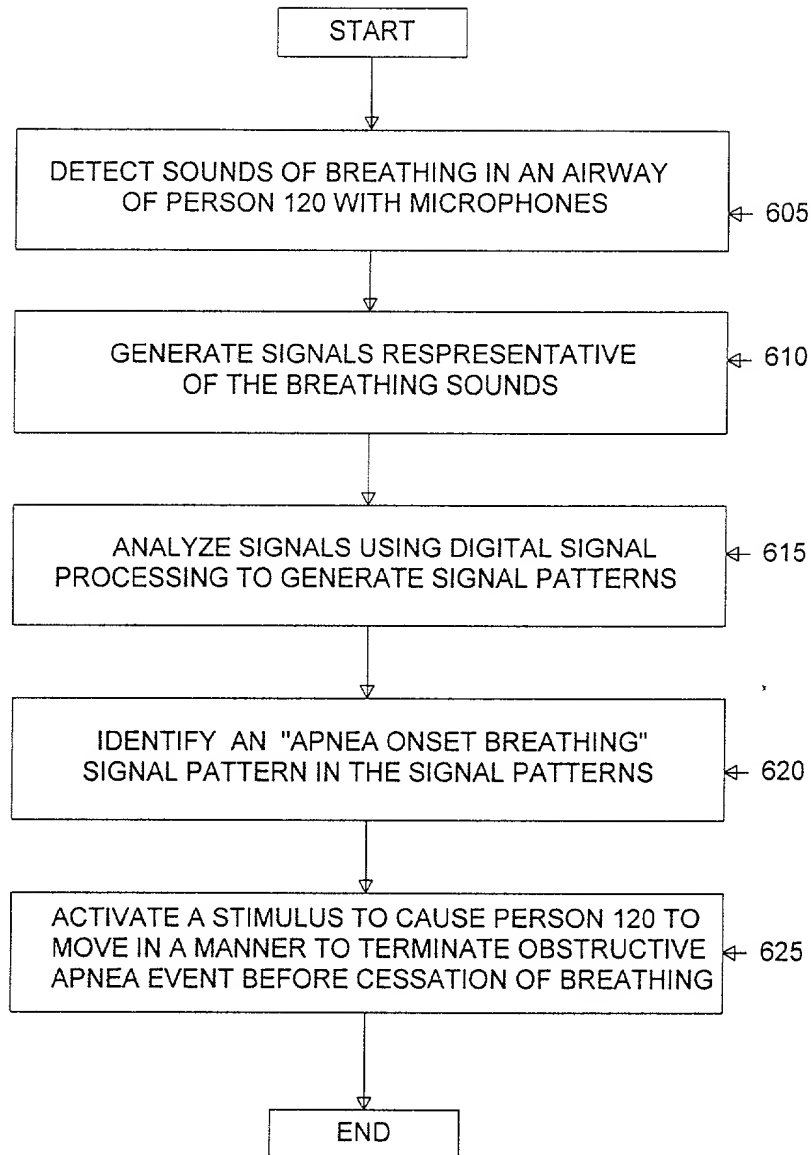 START
DETECT SOUNDS OF BREATHING IN AN AIRWAY
OF PERSON 120 WITH MICROPHONES
605
GENERATE SIGNALS RESPRESENTATIVE
OF THE BREATHING SOUNDS
610
ANALYZE SIGNALS USING DIGITAL SIGNAL
PROCESSING TO GENERATE SIGNAL PATTERNS
615
IDENTIFY AN "APNEA ONSET BREATHING"
SIGNAL PATTERN IN THE SIGNAL PATTERNS
620
ACTIVATE A STIMULUS TO CAUSE PERSON 120 TO
MOVE IN A MANNER TO TERMINATE OBSTRUCTIVE
APNEA EVENT BEFORE CESSATION OF BREATHING
625
END